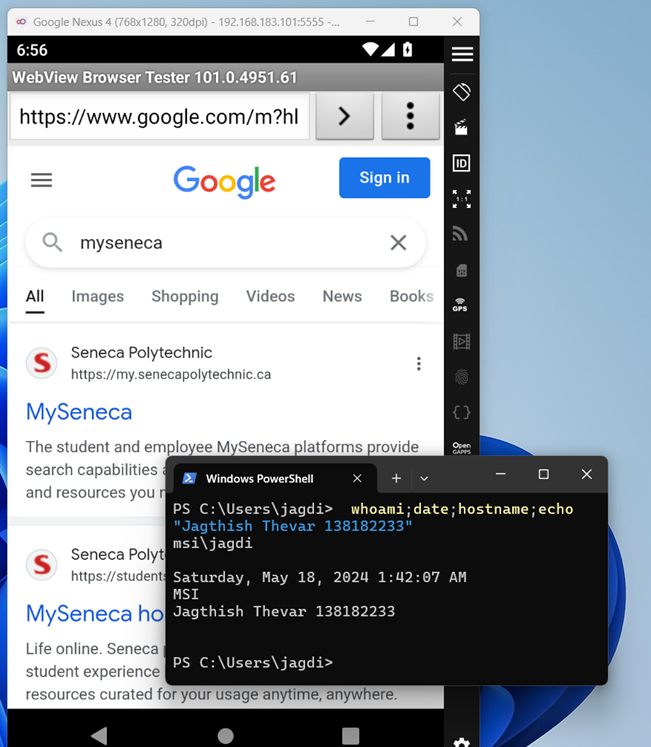 Google Nexus 4 (768x1280, 320dpi) - 192.168.183.101:5555 -...
6:56
WebView Browser Tester 101.0.4951.61
https://www.google.com/m?hl
ID
1:1
GPS
Open
GAPPS
Google
Sign in
myseneca
All Images Shopping Videos News Books
S
Seneca Polytechnic
https://my.senecapolytechnic.ca
MySeneca
The student and employee MySeneca platforms provide
search capabilities
and resources you
S
Seneca Polyt
https://students
MySeneca ho
Life online. Seneca
student experience
resources curated for your usage anytime, anywhere.
Windows PowerShell
PS C:\Users\jagdi>  whoami;date;hostname;echo
"Jagthish Thevar 138182233"
msi\jagdi
Saturday, May 18, 2024 1:42:07 AM
MSI
Jagthish Thevar 138182233
PS C:\Users\jagdi>